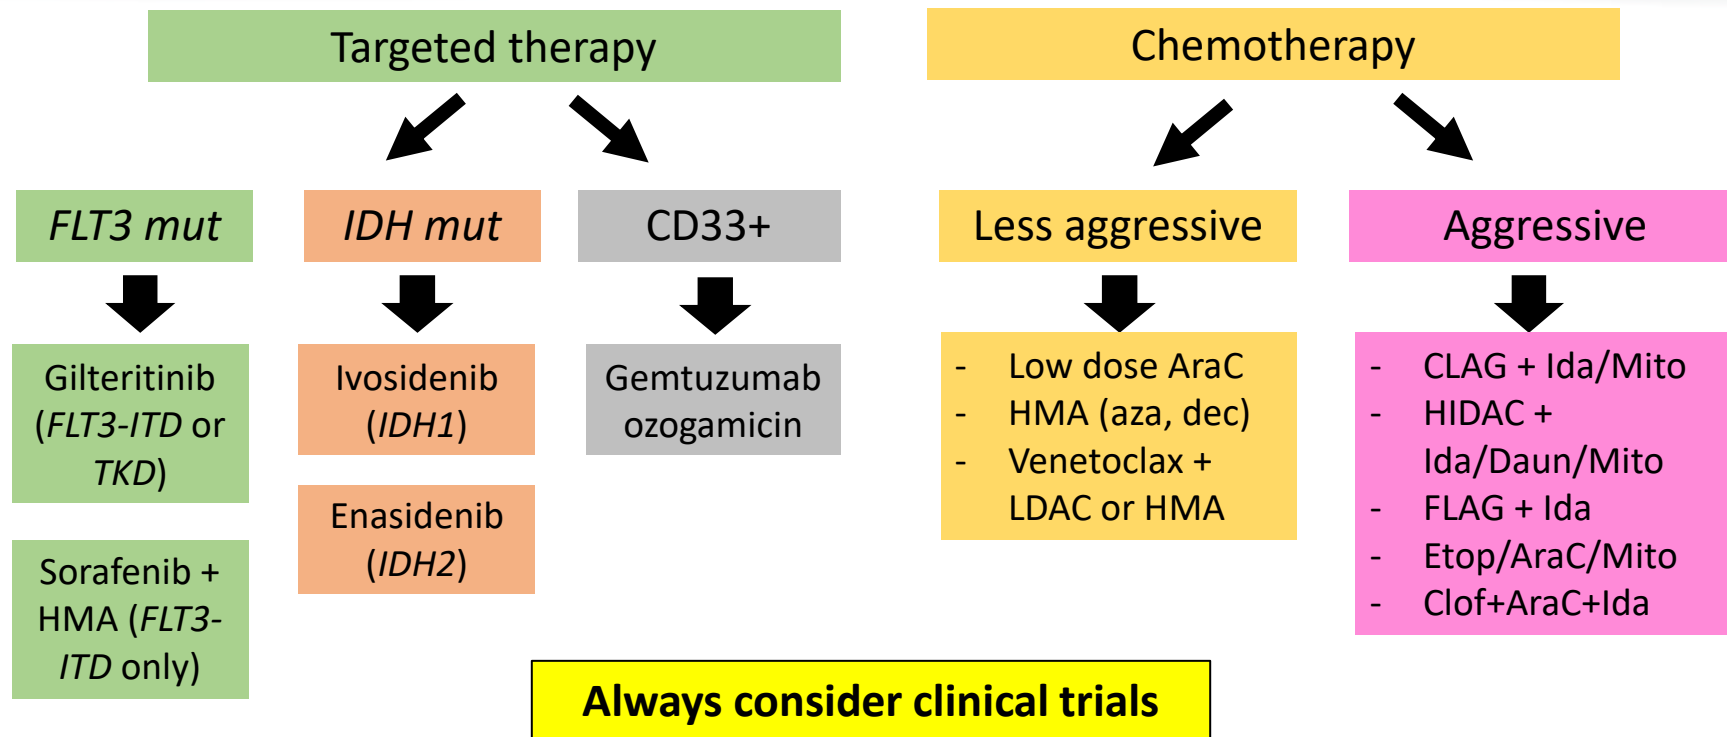 Targeted therapy
Chemotherapy
FLT3 mut
IDH mut
CD33+
Less aggressive
Aggressive
Gilteritinib
(FLT3-ITD or
TKD)
Sorafenib +
HMA (FLT3-
ITD only)
Ivosidenib
(IDH1)
Enasidenib
(IDH2)
Gemtuzumab
ozogamicin
- Low dose AraC
- HMA (aza, dec)
- Venetoclax +
LDAC or HMA
- CLAG + Ida/Mito
- HIDAC +
Ida/Daun/Mito
- FLAG + Ida
- Etop/AraC/Mito
- Clof+AraC+Ida
Always consider clinical trials